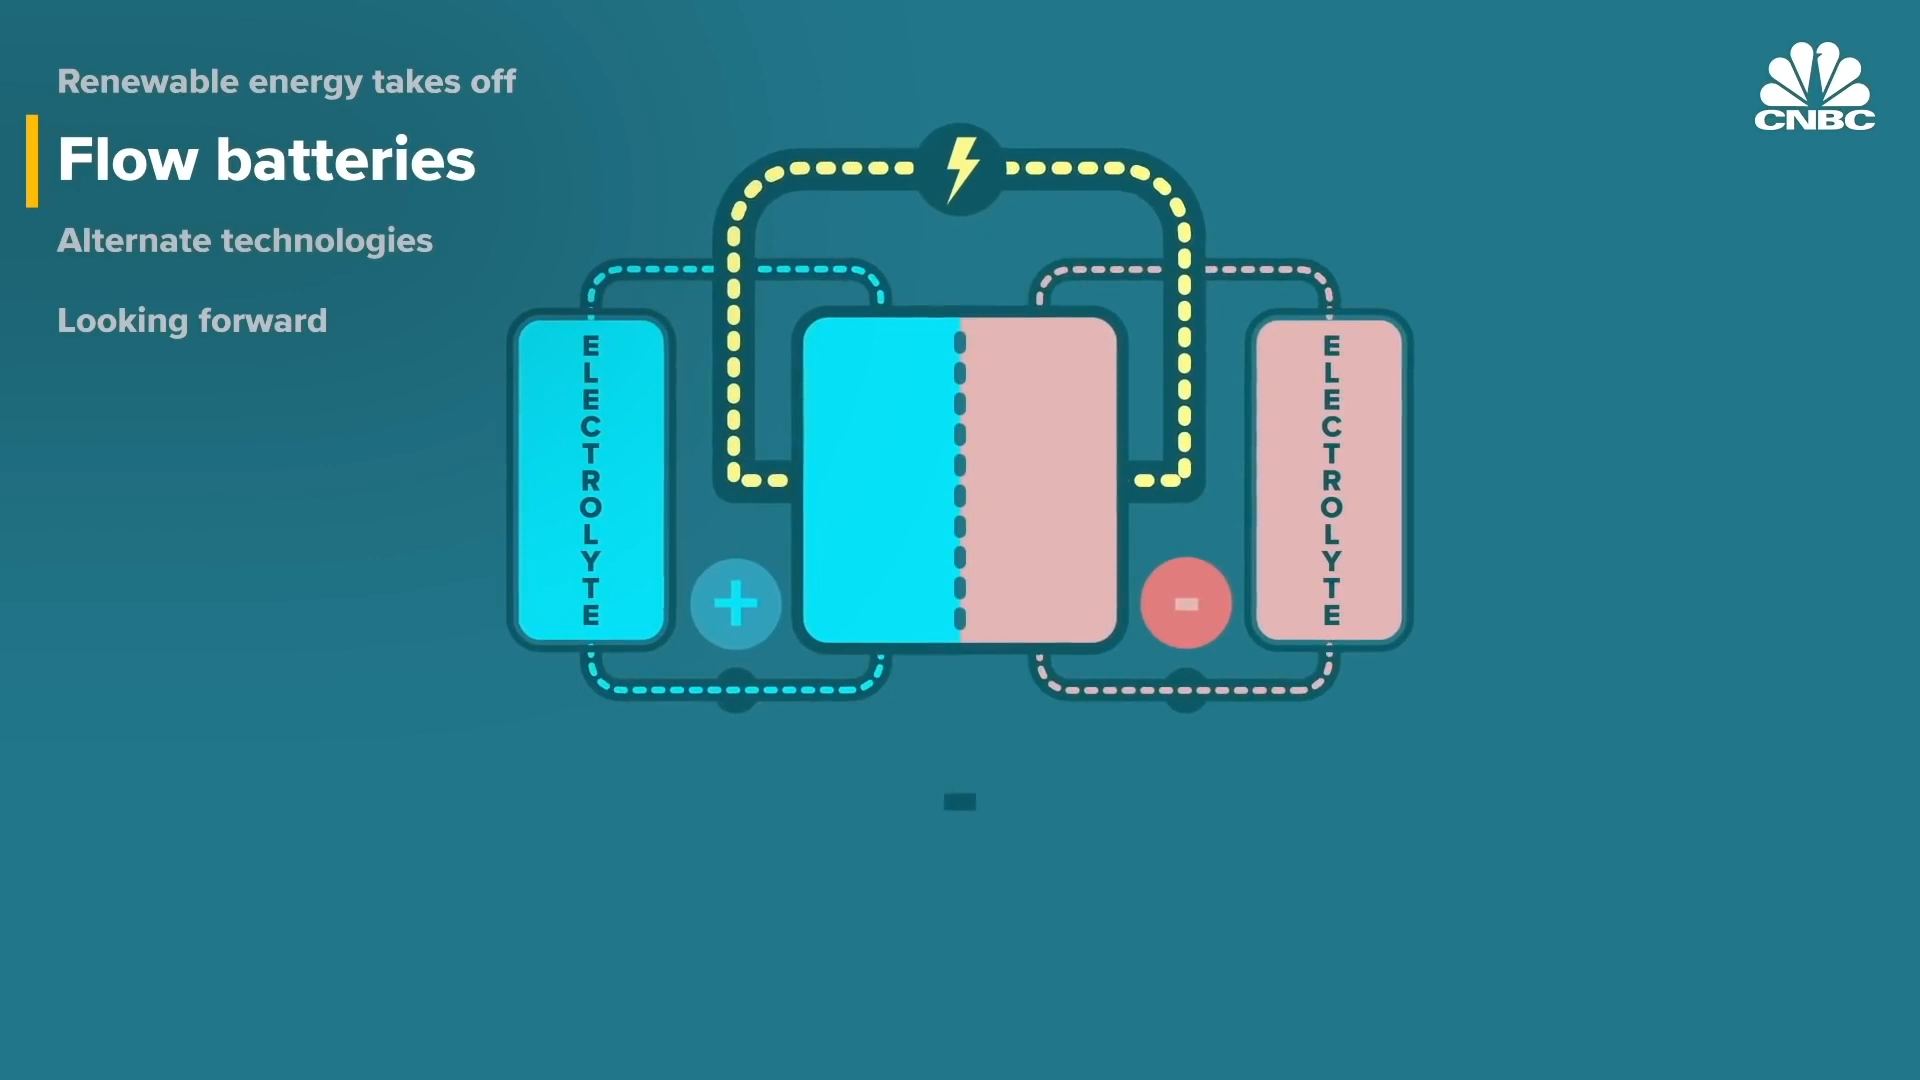 Renewable energy takes off
Flow batteries
Alternate technologies
Looking forward
CNBC
ELECTROLYTE
+
-
ELECTROLYTE